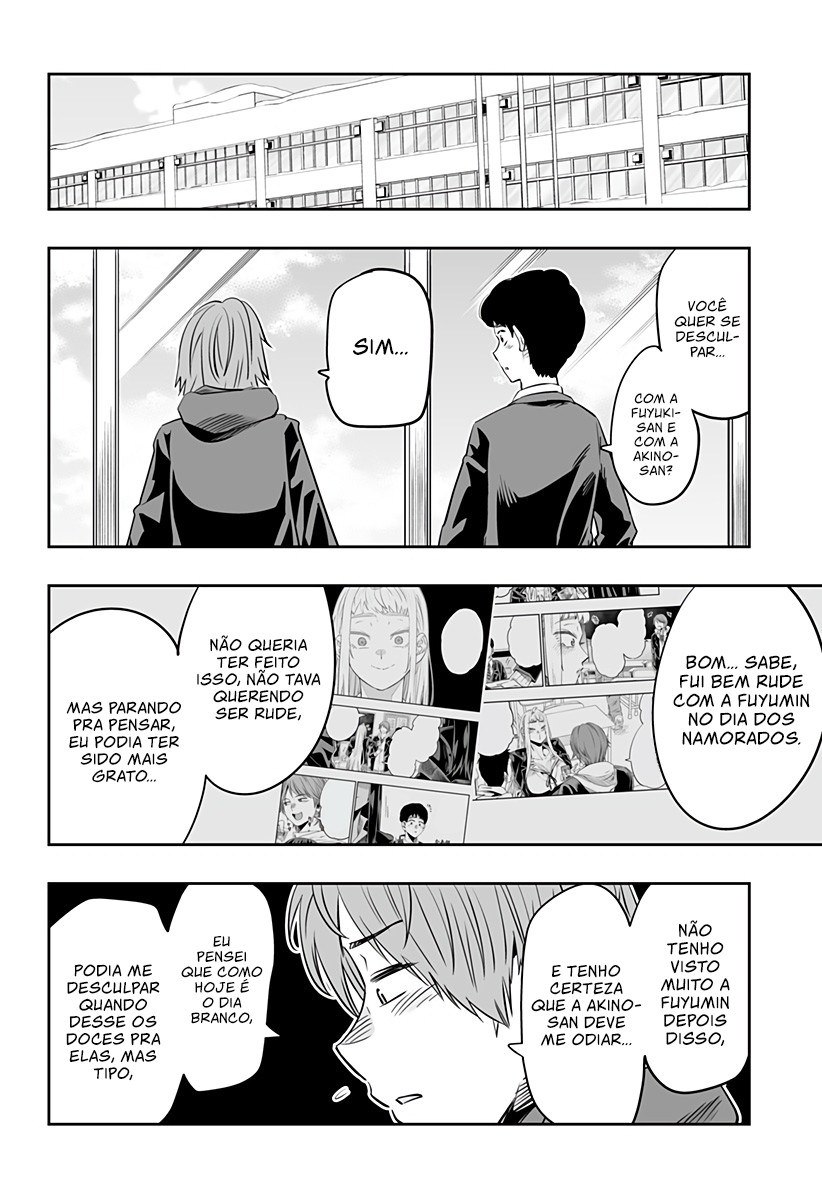 VOCÊ
QUER SE
DESCUL-
PAR...
COM A
FUYUKI-
SAN E
COM A
AKINO-
SAN?
SIM...
BOM... SABE,
FUI BEM RUDE
COM A FUYUMIN
NO DIA DOS
NAMORADOS.
NÃO QUERIA
TER FEITO
ISSO, NÃO TAVA
QUERENDO
SER RUDE,
MAS PARANDO
PRA PENSAR,
EU PODIA TER
SIDO MAIS
GRATO...
NÃO
TENHO
VISTO
MUITO A
FUYUMIN
DEPOIS
DISSO,
E TENHO
CERTEZA
QUE A AKINO-
SAN DEVE
ME ODIAR...
EU
PENSEI
QUE COMO
HOJE É
O DIA
BRANCO,
PODIA ME
DESCULPAR
QUANDO
DESSE OS
DOCES PRA
ELAS, MAS
TIPO,